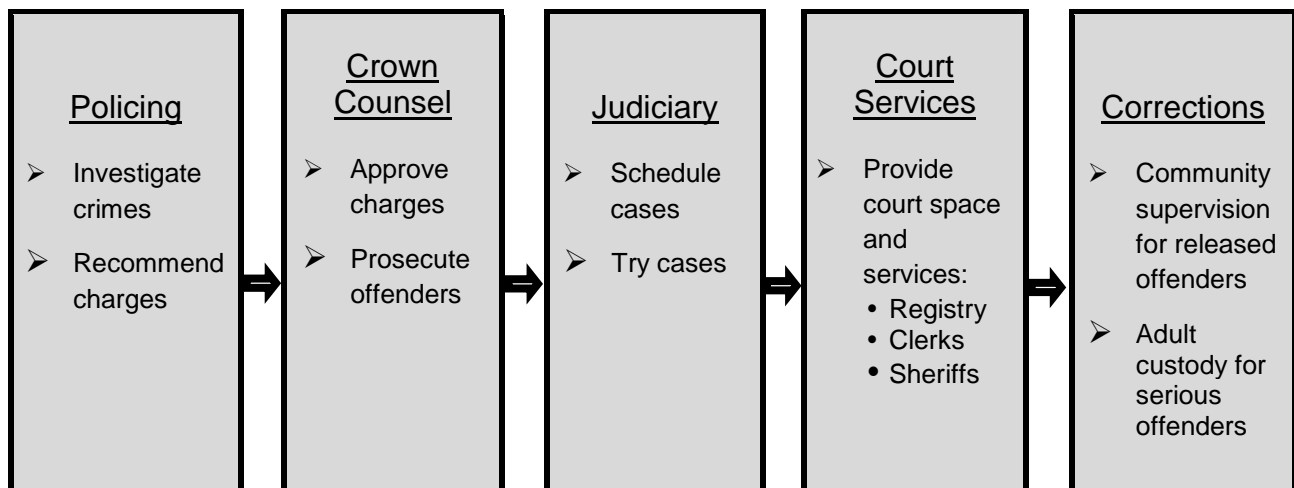 Policing
➢ Investigate
crimes
➢ Recommend
charges
Crown
Counsel
➢ Approve
charges
➢ Prosecute
offenders
Judiciary
➢ Schedule
cases
➢ Try cases
Court
Services
➢ Provide
court space
and
services:
• Registry
• Clerks
• Sheriffs
Corrections
➢ Community
supervision
for released
offenders
➢ Adult
custody for
serious
offenders